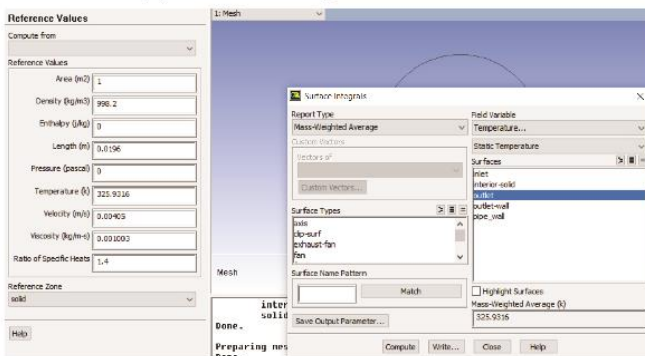 Reference Values
Compute from
Reference Values
Area (m2) 1
Density (kg/m3) 998.2
Enthalpy (j/kg) 0
Length (m) 0.0196
Pressure (pascal) 0
Temperature (k) 325.9316
Velocity (m/s) 0.00405
Viscosity (kg/m-s) 0.001003
Ratio of Specific Heats 1.4
Reference Zone
solid
Help
1: Mesh
Mesh
inter
solid
Done.
Preparing mes
Done.
Surface Integrals
Report Type
Mass-Weighted Average
Custom Vectors
Vectors of
Custom Vectors...
Surface Types
axis
clip-surf
exhaust-fan
fan
Surface Name Pattern
Match
Save Output Parameter...
Field Variable
Temperature...
Static Temperature
Surfaces
inlet
interior-solid
outlet
outlet-wall
pipe_wall
Highlight Surfaces
Mass-Weighted Average (k)
325.9316
Compute Write... Close Help